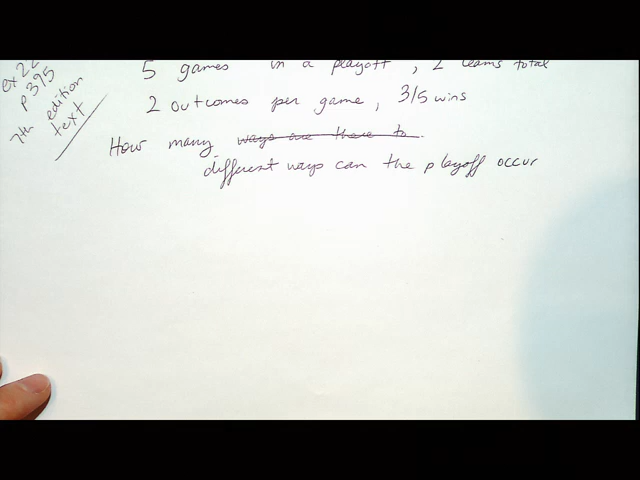 ex 22
p 395
7th edition
text
5 games in a playoff, 2 teams total
2 outcomes per game, 3/5 wins
How many ways are there to
different ways can the playoff occur